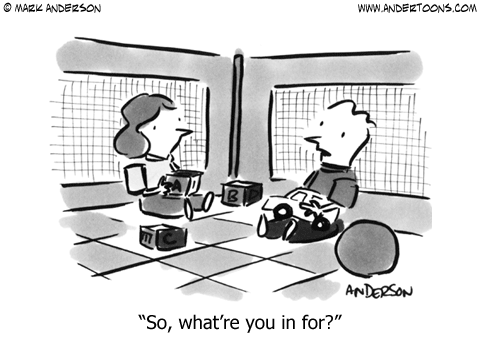 © MARK ANDERSON WWW.ANDERTOONS.COM
A
B
C
ANDERSON
“So, what’re you in for?”